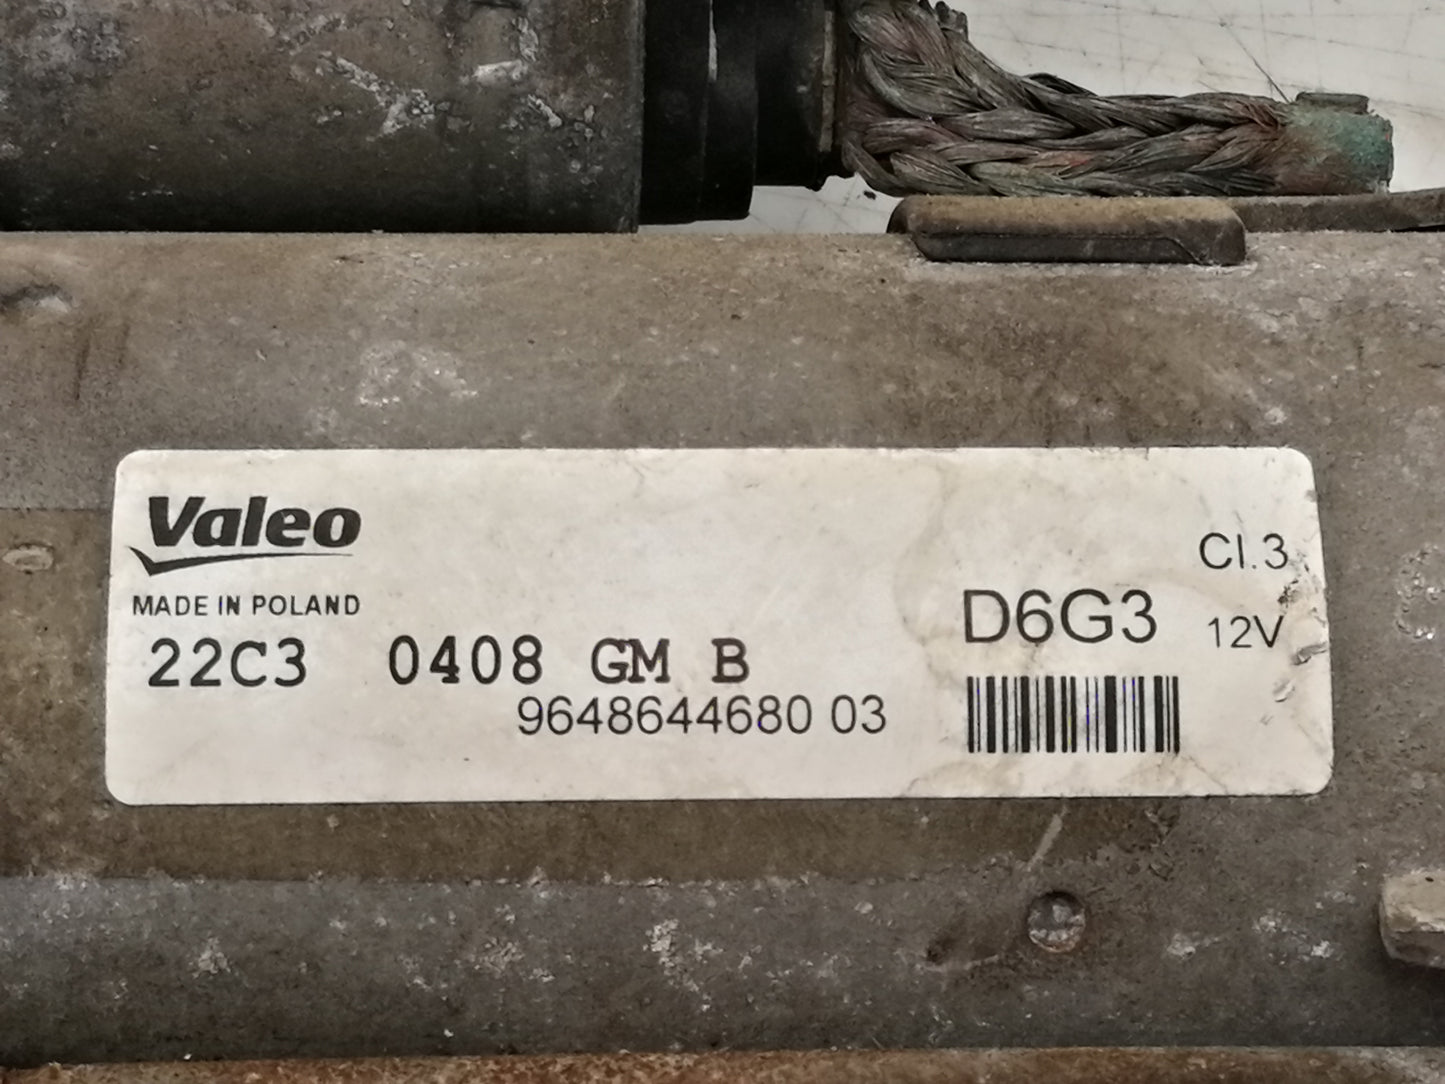 Valeo
MADE IN POLAND
22C3 0408 GM B
9648644680 03
D6G3
Cl.3
12V